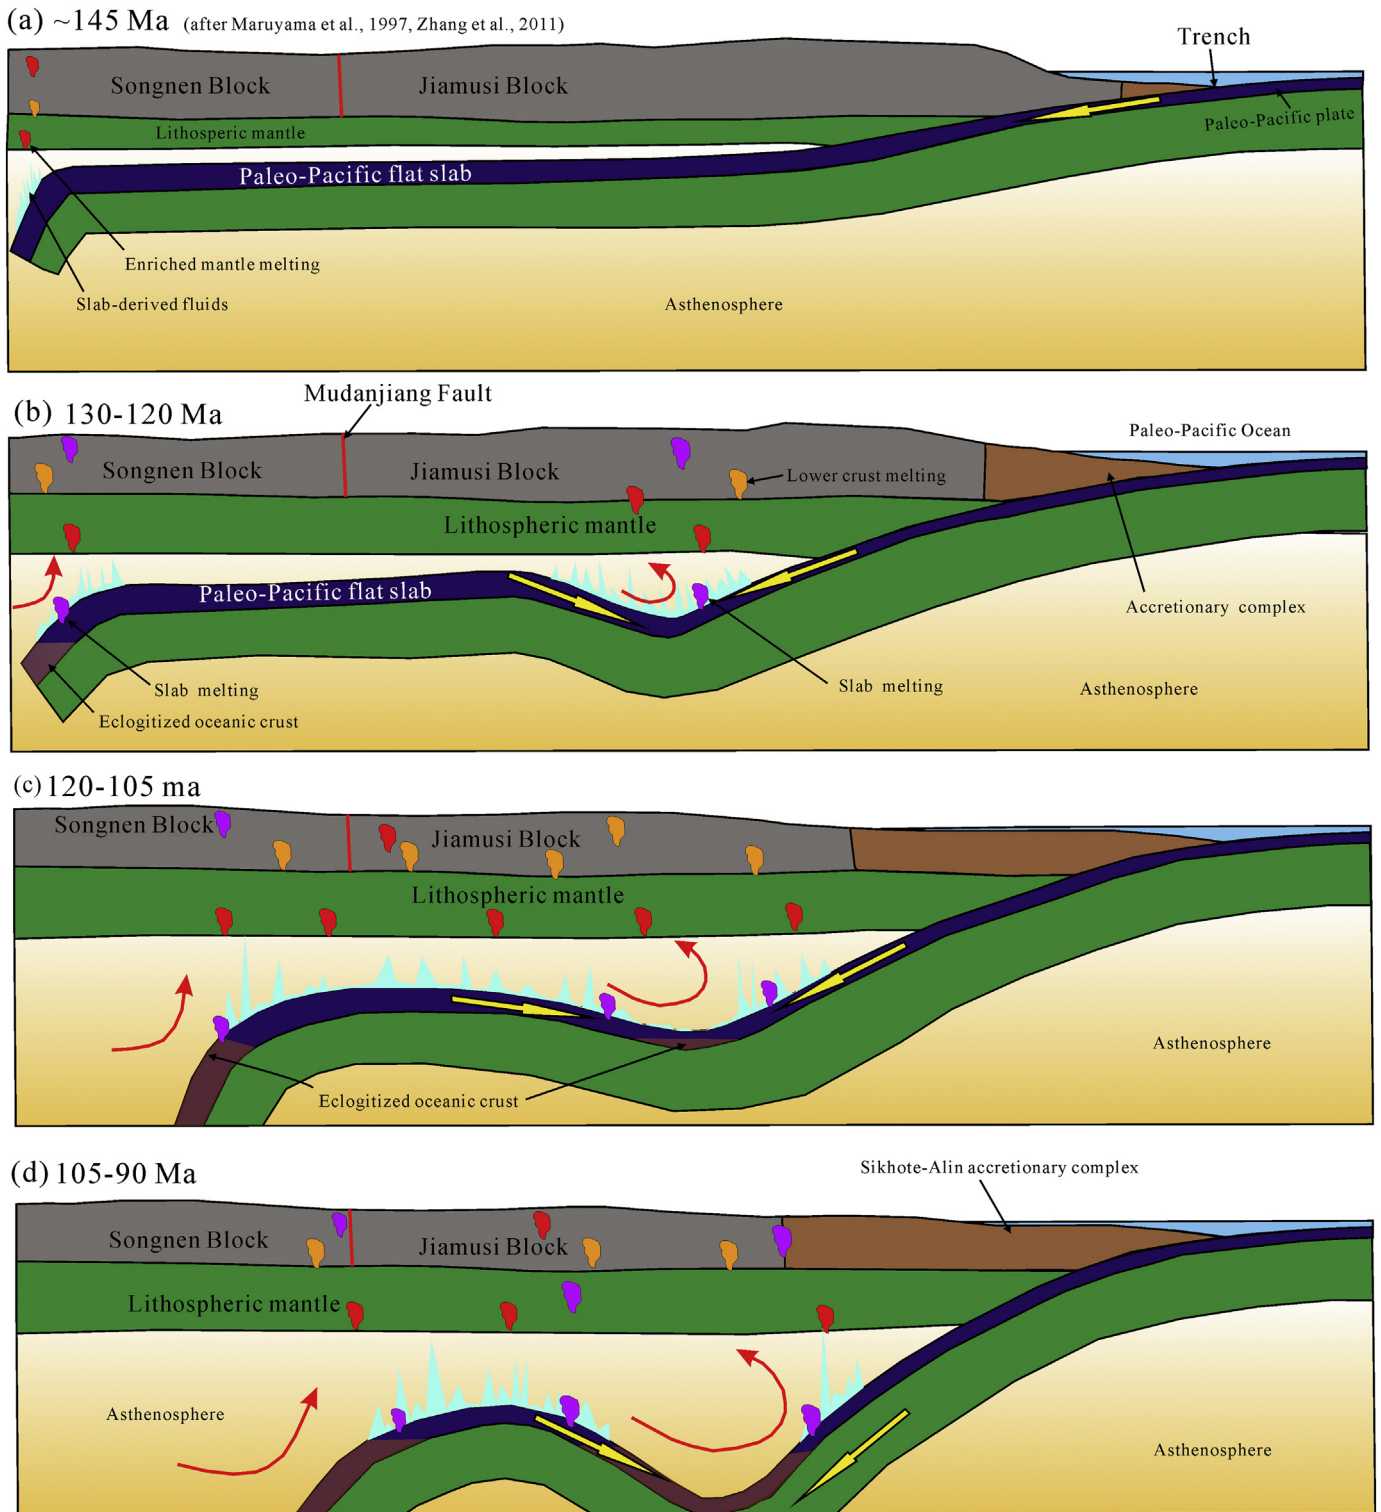 (a) ~145 Ma (after Maruyama et al., 1997, Zhang et al., 2011)
Trench
Songnen Block
Jiamusi Block
Lithosperic mantle
Paleo-Pacific plate
Paleo-Pacific flat slab
Enriched mantle melting
Slab-derived fluids
Asthenosphere
(b) 130-120 Ma
Mudanjiang Fault
Paleo-Pacific Ocean
Songnen Block
Jiamusi Block
Lower crust melting
Lithospheric mantle
Paleo-Pacific flat slab
Accretionary complex
Slab melting
Slab melting
Asthenosphere
Eclogitized oceanic crust
(c) 120-105 ma
Songnen Block
Jiamusi Block
Lithospheric mantle
Asthenosphere
Eclogitized oceanic crust
(d) 105-90 Ma
Sikhote-Alin accretionary complex
Songnen Block
Jiamusi Block
Lithospheric mantle
Asthenosphere
Asthenosphere